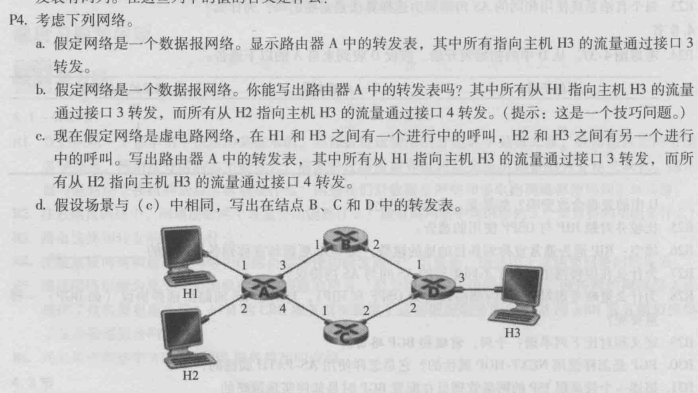 P4. 考虑下列网络。
a. 假定网络是一个数据报网络。显示路由器 A 中的转发表，其中所有指向主机 H3 的流量通过接口 3
转发。
b. 假定网络是一个数据报网络。你能写出路由器 A 中的转发表吗？其中所有从 H1 指向主机 H3 的流量
通过接口 3 转发，而所有从 H2 指向主机 H3 的流量通过接口 4 转发。（提示：这是一个技巧问题。）
c. 现在假定网络是虚电路网络，在 H1 和 H3 之间有一个进行中的呼叫，H2 和 H3 之间有另一个进行
中的呼叫。写出路由器 A 中的转发表，其中所有从 H1 指向主机 H3 的流量通过接口 3 转发，而所
有从 H2 指向主机 H3 的流量通过接口 4 转发。
d. 假设场景与（c）中相同，写出在结点 B、C 和 D 中的转发表。
1 B 2
H1 1 3 A 1 D 3
2 4 1 2 2
C
H3
H2